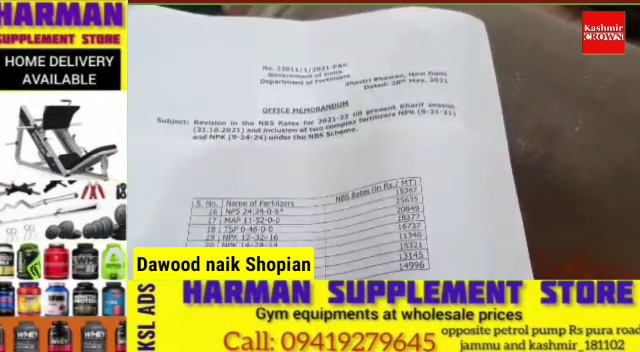 HARMAN
SUPPLEMENT STORE
HOME DELIVERY
AVAILABLE
Kashmir
CROWN
No. 23011/1/2021-P&K
Government of India
Department of Fertilizers
Shastri Bhawan, New Delhi
Dated: 20th May, 2021
OFFICE MEMORANDUM
Subject: Revision in the NBS Rates for 2021-22 till present Kharif season
(31.10.2021) and inclusion of two complex fertilizers NPK (8-21-21)
and NPK (9-24-24) under the NBS Scheme.
S. No. Name of Fertilizers NBS Rates (in Rs./ MT)
15387
16 NPS 24-24-0-8* 25635
17 MAP 11-52-0-0 20849
18 TSP 0-46-0-0 18377
19 NPK 12-32-16 16737
20 NPK 14-28-14 11348
15321
13145
14996
Dawood naik Shopian
KSL ADS
HARMAN SUPPLEMENT STORE
Gym equipments at wholesale prices
Call: 09419279645
opposite petrol pump Rs pura road
jammu and kashmir_181102
WHEY
WHEY